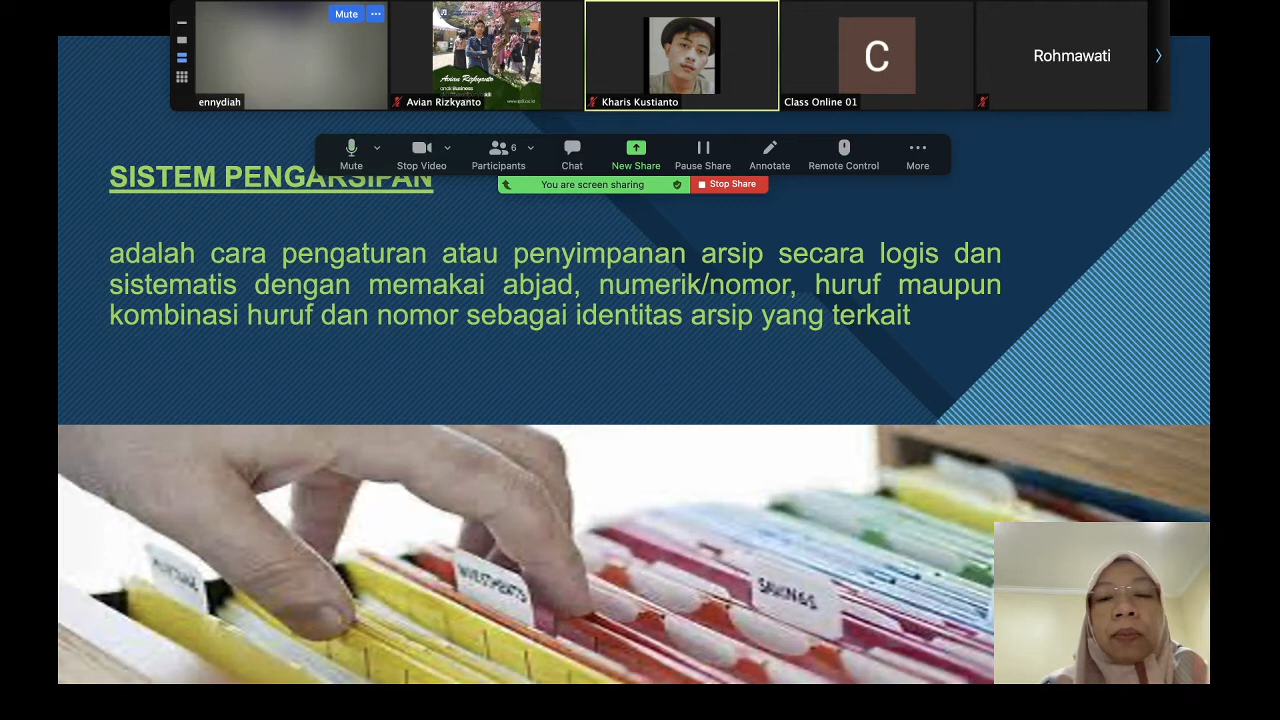 Mute ...
ennydiah
Avian Rizkyanto
Avian Rizkyanto
Kharis Kustianto
C
Class Online 01
Rohmawati
Mute
Stop Video
Participants 6
Chat
New Share
Pause Share
Annotate
Remote Control
More
You are screen sharing
Stop Share
SISTEM PENGARSIPAN
adalah cara pengaturan atau penyimpanan arsip secara logis dan
sistematis dengan memakai abjad, numerik/nomor, huruf maupun
kombinasi huruf dan nomor sebagai identitas arsip yang terkait
INVESTMENTS
SAVINGS